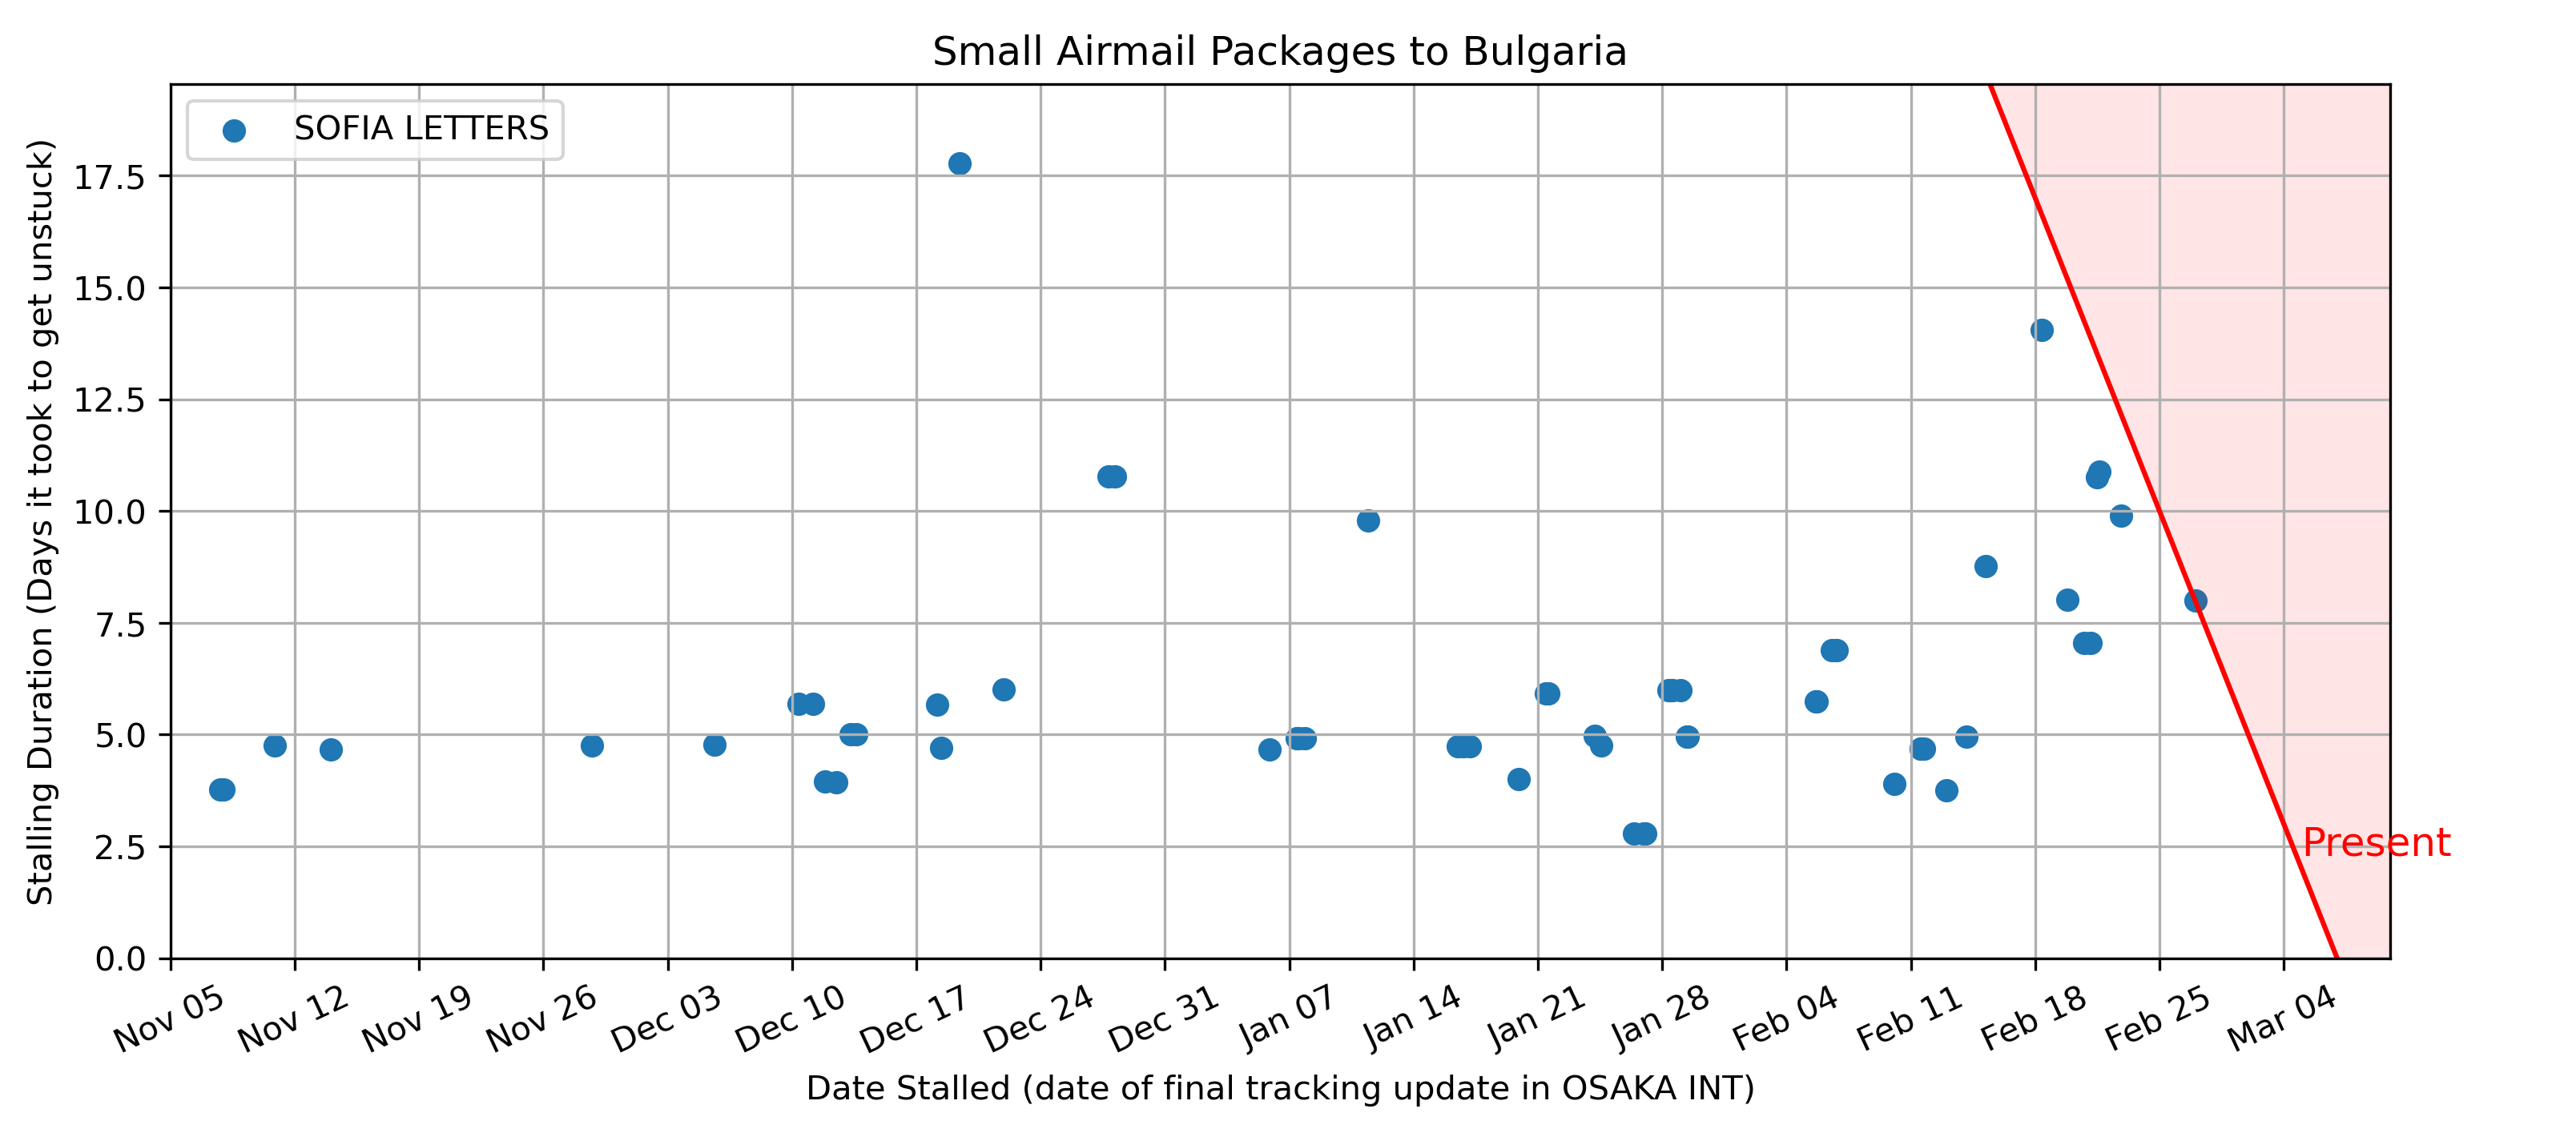 Small Airmail Packages to Bulgaria
SOFIA LETTERS
Stalling Duration (Days it took to get unstuck)
17.5
15.0
12.5
10.0
7.5
5.0
2.5
0.0
Present
Nov 05
Nov 12
Nov 19
Nov 26
Dec 03
Dec 10
Dec 17
Dec 24
Dec 31
Jan 07
Jan 14
Jan 21
Jan 28
Feb 04
Feb 11
Feb 18
Feb 25
Mar 04
Date Stalled (date of final tracking update in OSAKA INT)